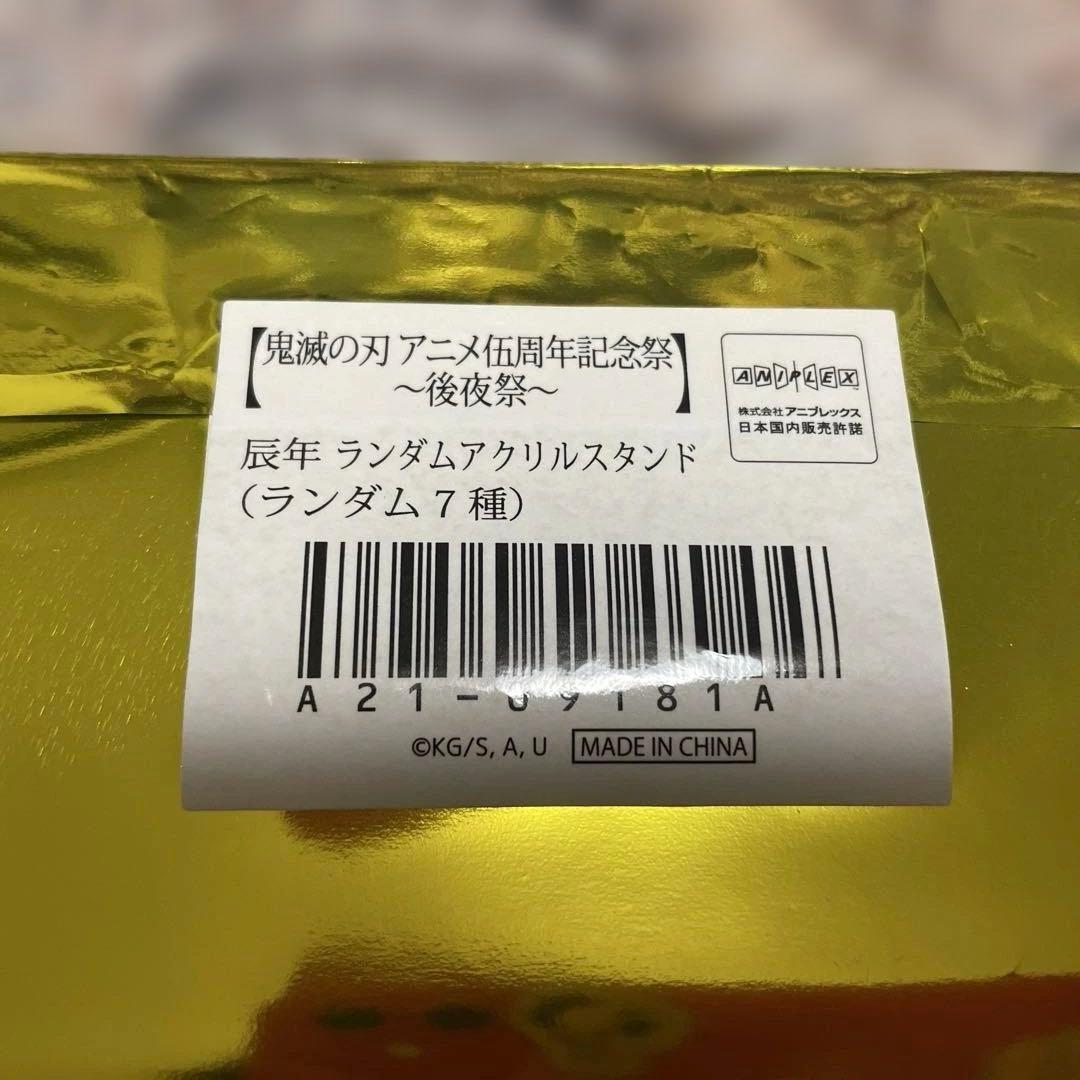 【鬼滅の刃 アニメ伍周年記念祭
～後夜祭～】
ANIPLEX
株式会社 アニプレックス
日本国内販売許諾
辰年 ランダムアクリルスタンド
（ランダム 7 種）
A21-09181A
©KG/S, A, U
MADE IN CHINA